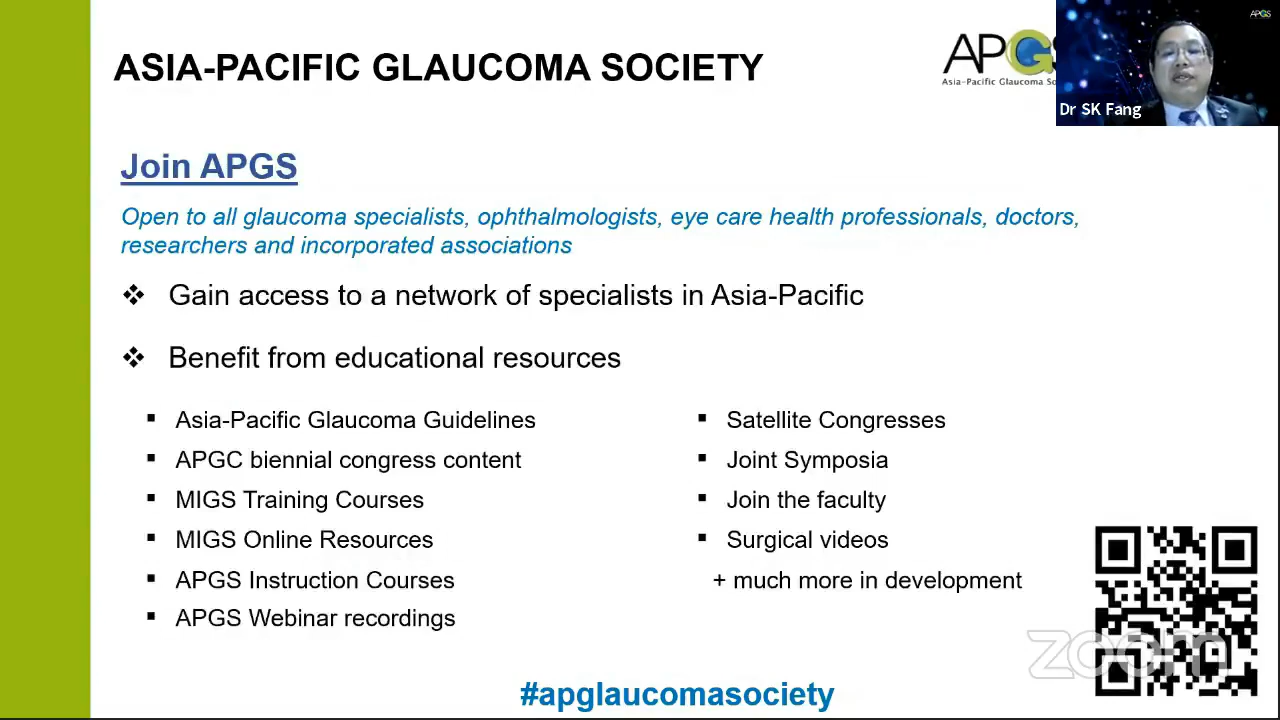 ASIA-PACIFIC GLAUCOMA SOCIETY
APGS
Asia-Pacific Glaucoma
APGS
Dr SK Fang
Join APGS
Open to all glaucoma specialists, ophthalmologists, eye care health professionals, doctors,
researchers and incorporated associations
❖ Gain access to a network of specialists in Asia-Pacific
❖ Benefit from educational resources
▪ Asia-Pacific Glaucoma Guidelines
▪ APGC biennial congress content
▪ MIGS Training Courses
▪ MIGS Online Resources
▪ APGS Instruction Courses
▪ APGS Webinar recordings
▪ Satellite Congresses
▪ Joint Symposia
▪ Join the faculty
▪ Surgical videos
+ much more in development
zoom
#apglaucomasociety